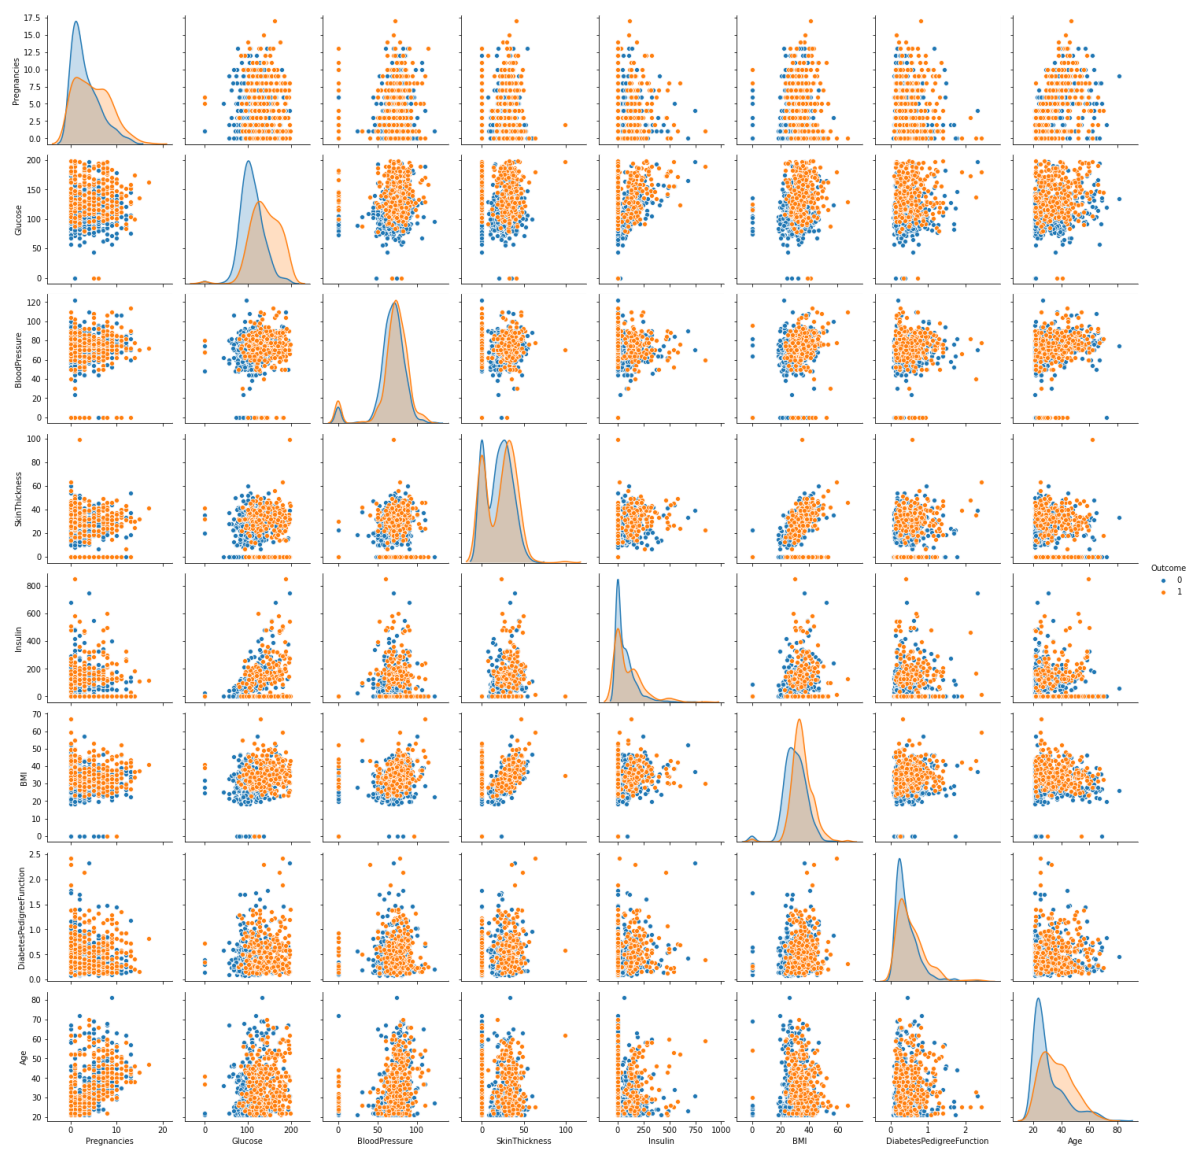 17.5
15.0
12.5
10.0
7.5
5.0
2.5
0.0
Pregnancies
200
150
100
50
0
Glucose
120
100
80
60
40
20
0
BloodPressure
100
80
60
40
20
0
SkinThickness
800
600
400
200
0
Insulin
70
60
50
40
30
20
0
BMI
2.5
2.0
1.5
1.0
0.5
0.0
DiabetesPedigreeFunction
80
70
60
50
40
30
20
Age
0 10 20
Pregnancies
0 100 200
Glucose
0 50 100
BloodPressure
0 50 100
SkinThickness
0 250 500 750 1000
Insulin
0 20 40 60
BMI
0 1 2
DiabetesPedigreeFunction
20 40 60 80
Age
Outcome
0
1